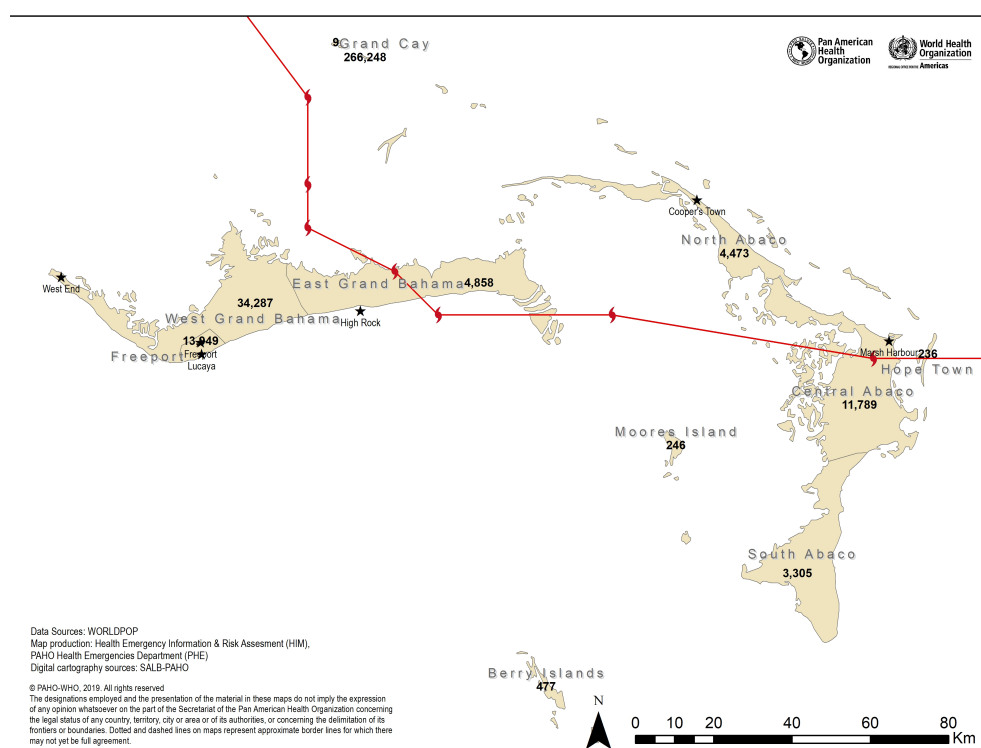 9
Grand Cay
266,248
Pan American
Health
Organization
World Health
Organization
REGIONAL OFFICE FOR THE Americas
Cooper's Town
North Abaco
4,473
West End
East Grand Bahama
4,858
34,287
West Grand Bahama
High Rock
13,949
Freeport
Freeport
Lucaya
Marsh Harbour
236
Hope Town
Central Abaco
11,789
Moores Island
246
South Abaco
3,305
Data Sources: WORLDPOP
Map production: Health Emergency Information & Risk Assesment (HIM),
PAHO Health Emergencies Department (PHE)
Digital cartography sources: SALB-PAHO
© PAHO-WHO, 2019. All rights reserved
The designations employed and the presentation of the material in these maps do not imply the expression
of any opinion whatsoever on the part of the Secretariat of the Pan American Health Organization concerning
the legal status of any country, territory, city or area or of its authorities, or concerning the delimitation of its
frontiers or boundaries. Dotted and dashed lines on maps represent approximate border lines for which there
may not yet be full agreement.
Berry Islands
477
N
0 10 20 40 60 80
Km